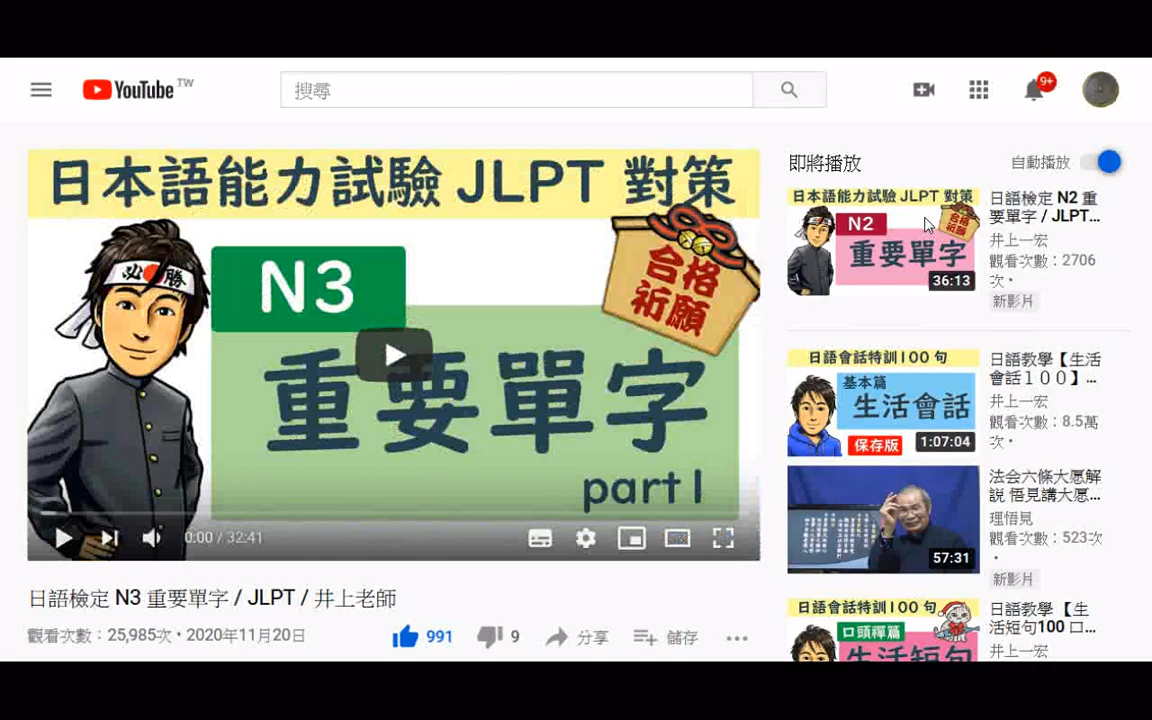 YouTube TW
搜尋
9+
日本語能力試驗 JLPT 對策
必勝
N3
合格
祈願
重要單字
part1
0:00 / 32:41
日語檢定 N3 重要單字 / JLPT / 井上老師
觀看次數：25,985次 • 2020年11月20日
991
9
分享
儲存
即將播放
自動播放
日本語能力試驗 JLPT 對策
N2
合格
祈願
重要單字
36:13
日語檢定 N2 重
要單字 / JLPT...
井上一宏
觀看次數：2706
次 •
新影片
日語會話特訓100 句
基本篇
生活會話
保存版
1:07:04
日語教學【生活
會話１００】...
井上一宏
觀看次數：8.5萬
次 •
57:31
法会六條大愿解
說 悟見講大愿...
理悟見
觀看次數：523次
•
新影片
日語會話特訓100 句
口頭禪篇
生活短句
日語教學 【生
活短句100 口...
井上一宏